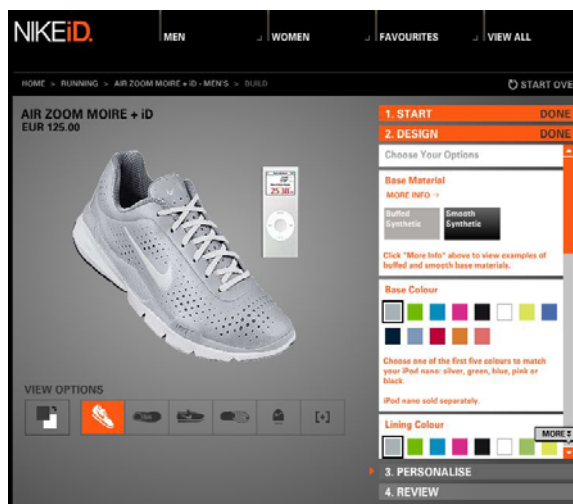 NIKEiD.
MEN
WOMEN
FAVOURITES
VIEW ALL
HOME > RUNNING > AIR ZOOM MOIRE + iD - MEN'S > BUILD
START OVE
AIR ZOOM MOIRE + iD
EUR 125.00
1. START DONE
2. DESIGN DONE
Choose Your Options
Base Material
MORE INFO →
Buffed Synthetic
Smooth Synthetic
Click "More Info" above to view examples of
buffed and smooth base materials.
Base Colour
Choose one of the first five colours to match
your iPod nano: silver, green, blue, pink or
black
iPod nano sold separately.
Lining Colour
MORE
3. PERSONALISE
4. REVIEW
VIEW OPTIONS
[+]